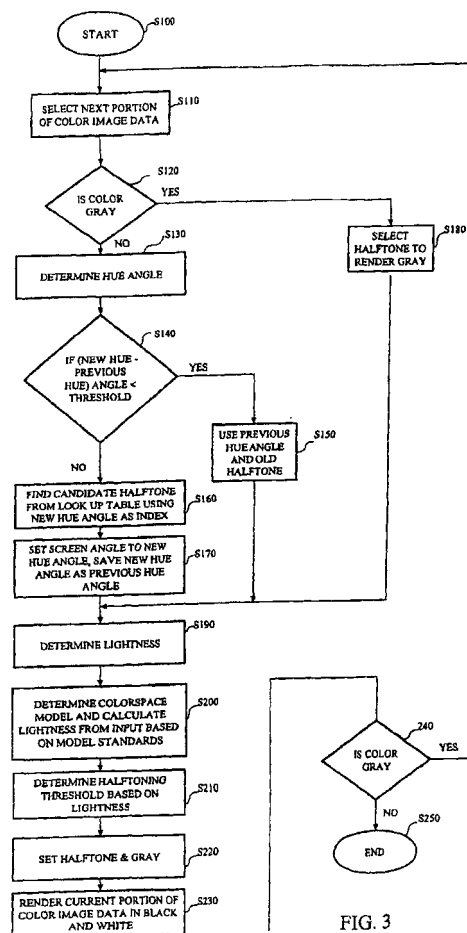 START
S100
SELECT NEXT PORTION
OF COLOR IMAGE DATA
S110
IS COLOR
GRAY
S120
YES
NO
S130
SELECT
HALFTONE TO
RENDER GRAY
S180
DETERMINE HUE ANGLE
S140
IF (NEW HUE -
PREVIOUS
HUE) ANGLE <
THRESHOLD
YES
USE PREVIOUS
HUE ANGLE
AND OLD
HALFTONE
S150
NO
FIND CANDIDATE HALFTONE
FROM LOOK UP TABLE USING
NEW HUE ANGLE AS INDEX
S160
SET SCREEN ANGLE TO NEW
HUE ANGLE, SAVE NEW HUE
ANGLE AS PREVIOUS HUE
ANGLE
S170
S190
DETERMINE LIGHTNESS
DETERMINE COLORSPACE
MODEL AND CALCULATE
LIGHTNESS FROM INPUT BASED
ON MODEL STANDARDS
S200
DETERMINE HALFTONING
THRESHOLD BASED ON
LIGHTNESS
S210
SET HALFTONE & GRAY
S220
RENDER CURRENT PORTION OF
COLOR IMAGE DATA IN BLACK
AND WHITE
S230
240
IS COLOR
GRAY
YES
NO
S250
END
FIG. 3